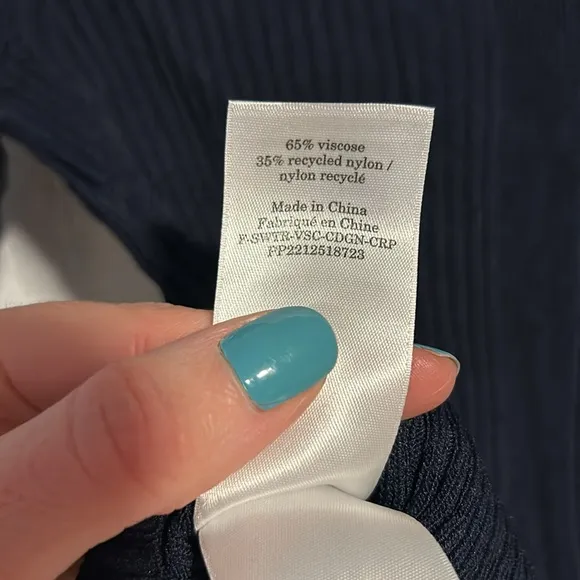 65% viscose
35% recycled nylon /
nylon recyclé
Made in China
Fabriqué en Chine
F-SWTR-VSC-CDGN-CRP
FP2212518723